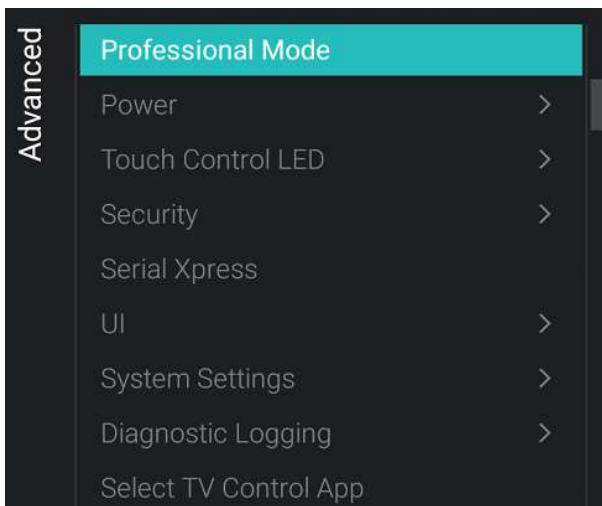 Advanced
Professional Mode
Power
Touch Control LED
Security
Serial Xpress
UI
System Settings
Diagnostic Logging
Select TV Control App